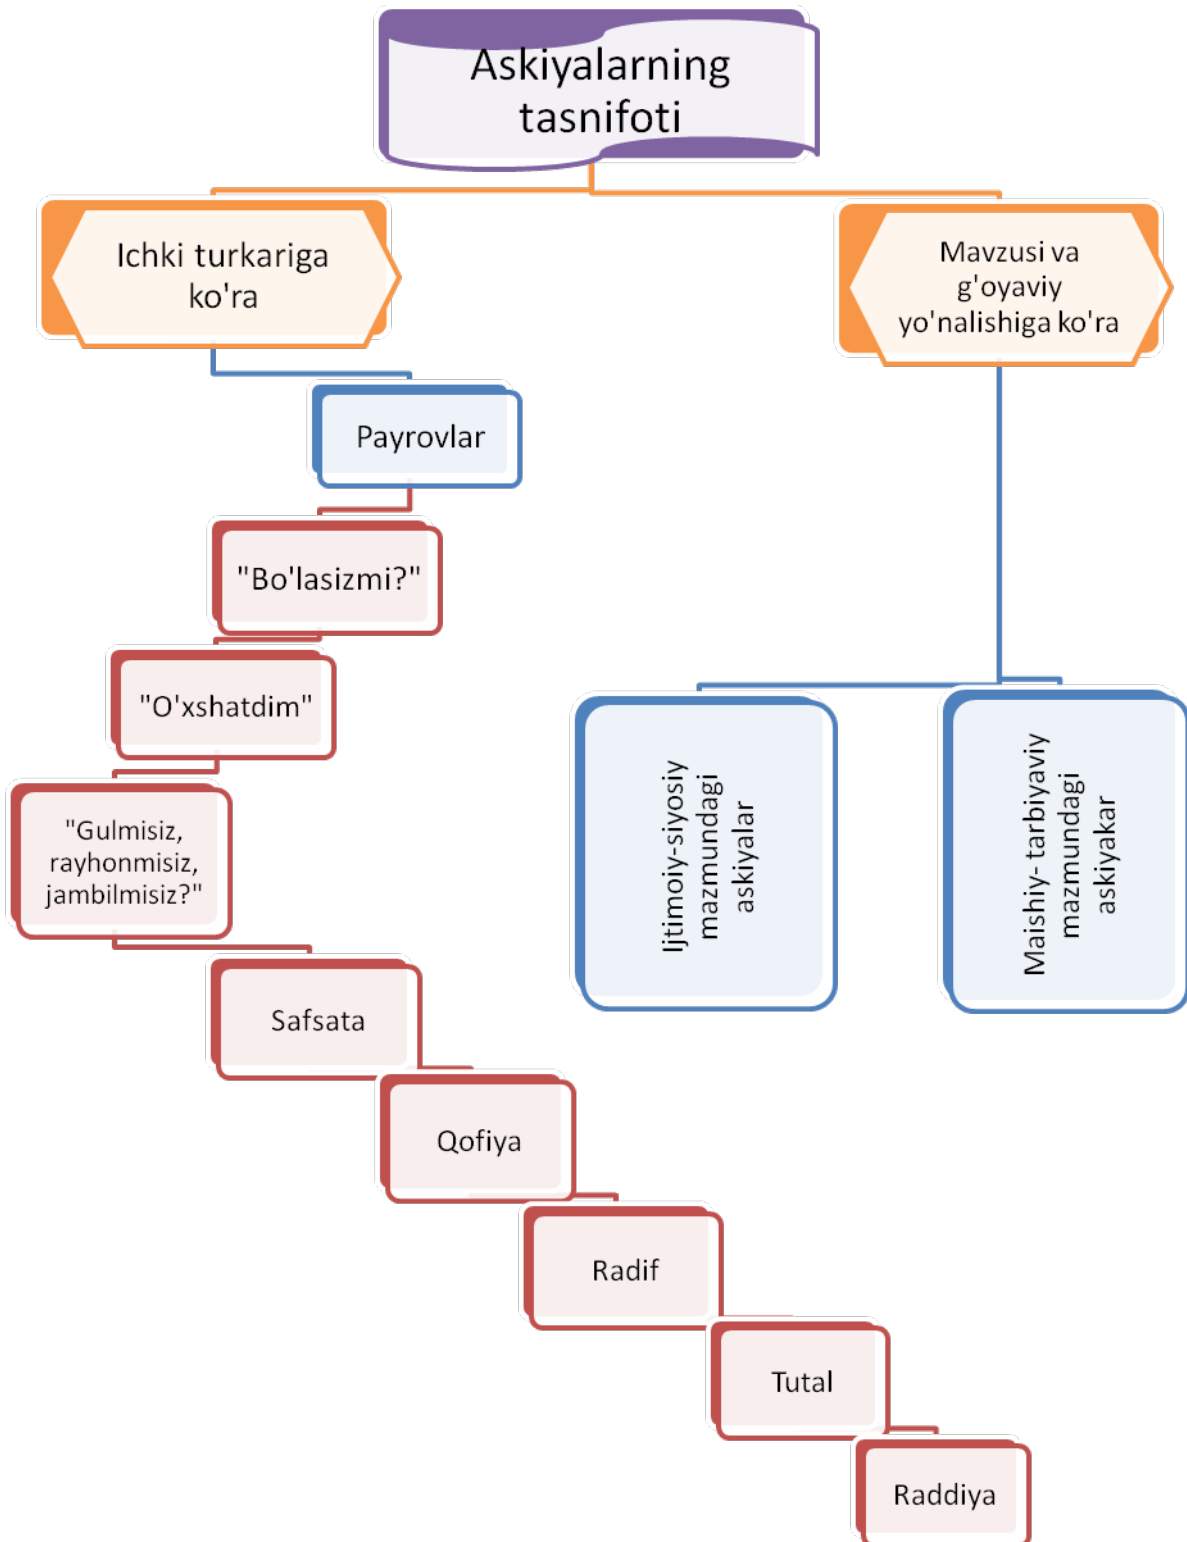 Askiyalarning
tasnifoti
Ichki turkariga
ko'ra
Mavzusi va
g'oyaviy
yo'nalishiga ko'ra
Payrovlar
"Bo'lasizmi?"
"O'xshatdim"
"Gulmisiz,
rayhonmisiz,
jambilmisiz?"
Safsata
Qofiya
Radif
Tutal
Raddiya
Ijtimoiy-siyosiy
mazmundagi
askiyalar
Maishiy- tarbiyaviy
mazmundagi
askiyakar